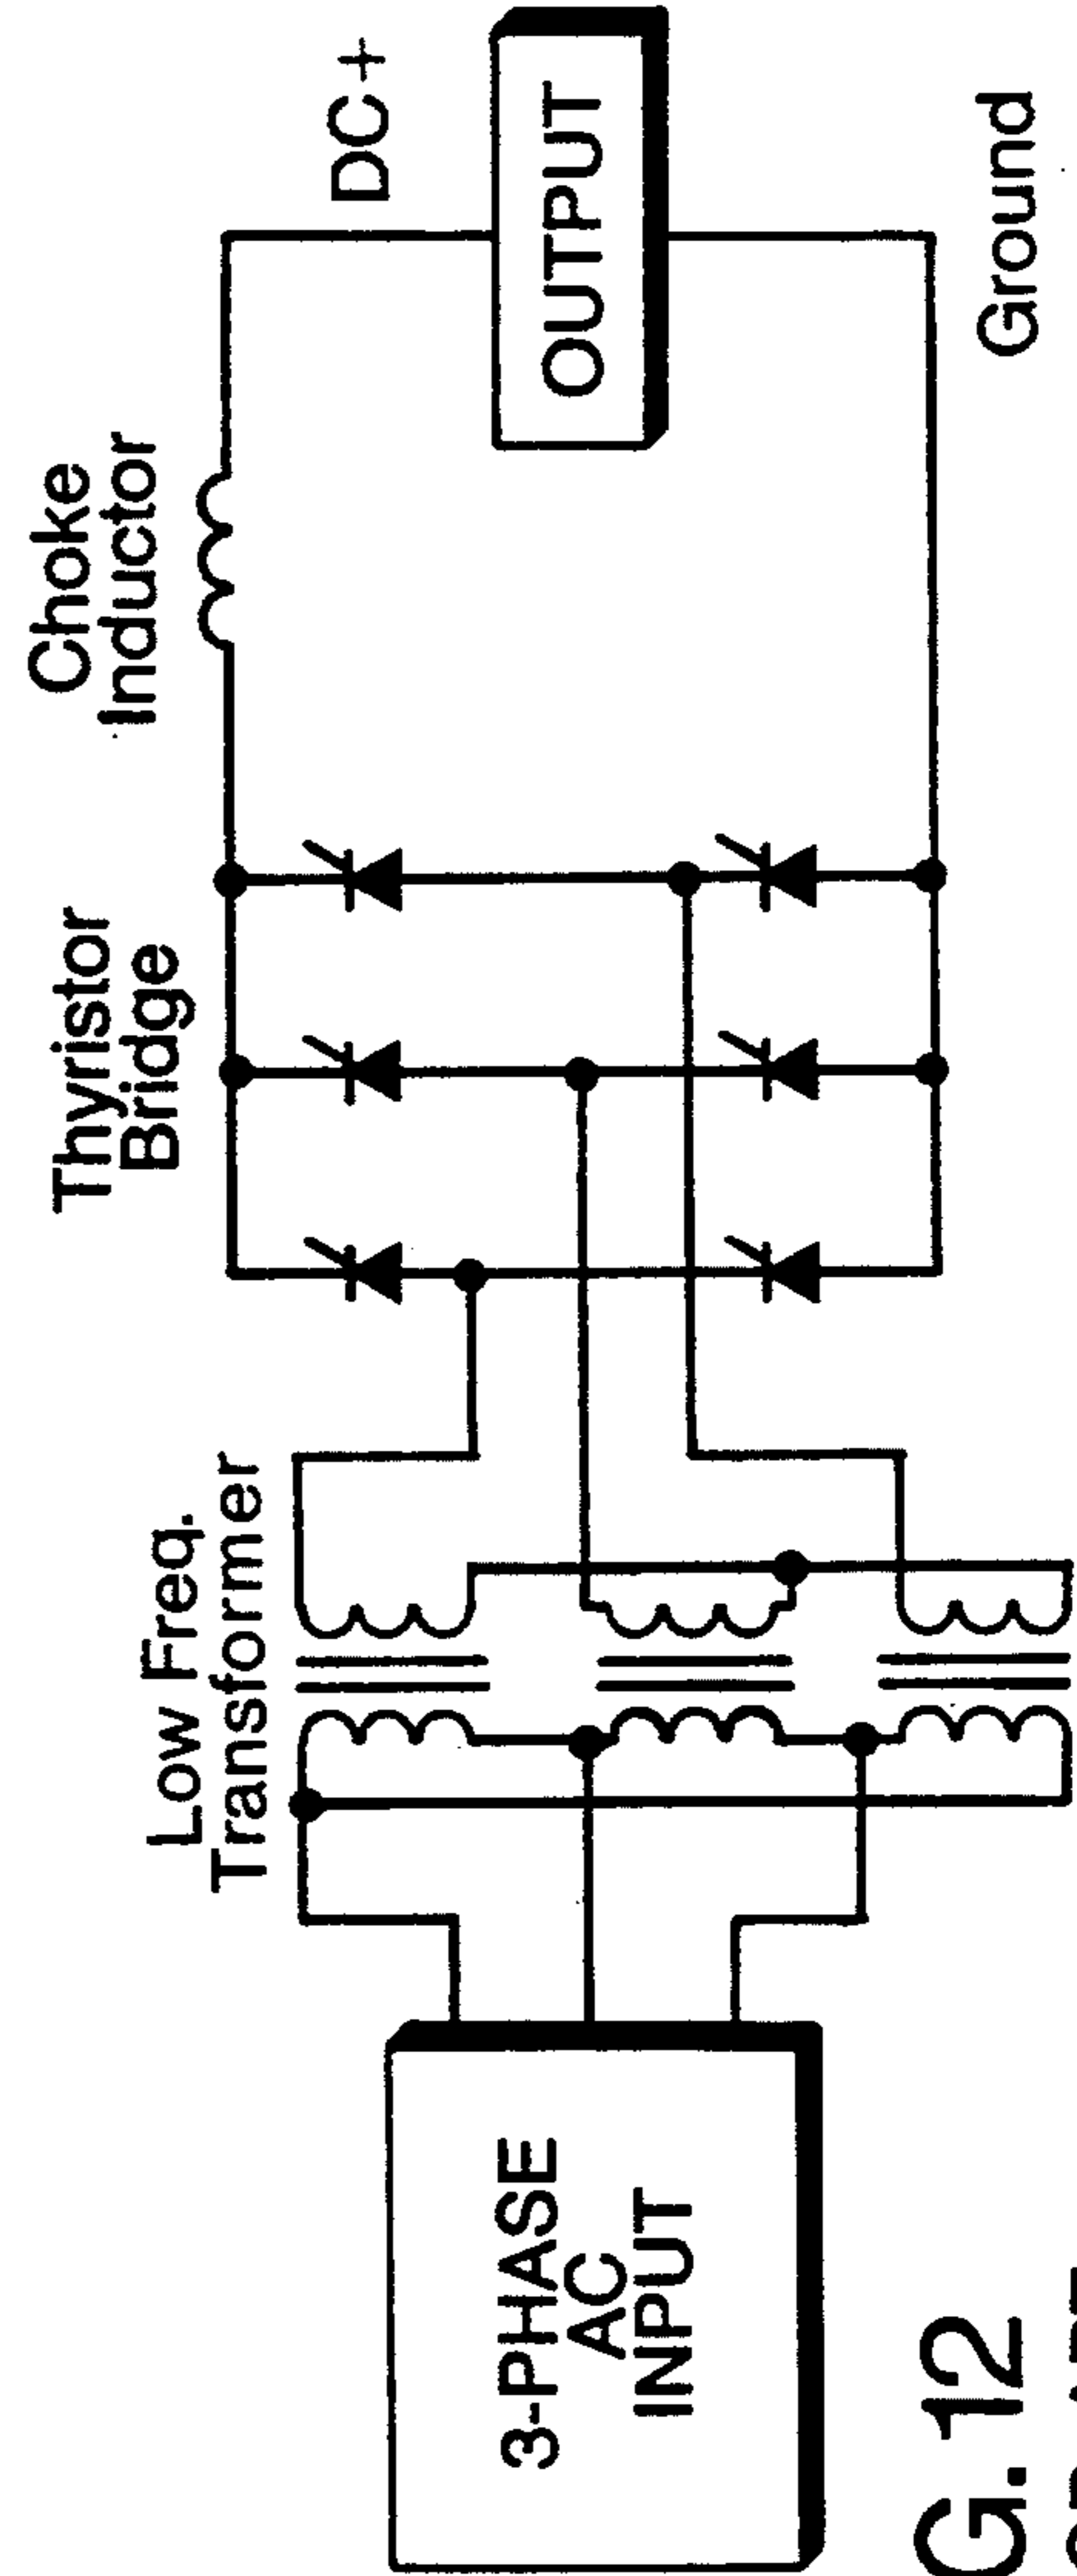 3-PHASE
AC
INPUT
Low Freq.
Transformer
Thyristor
Bridge
Choke
Inductor
DC+
OUTPUT
Ground
G. 12